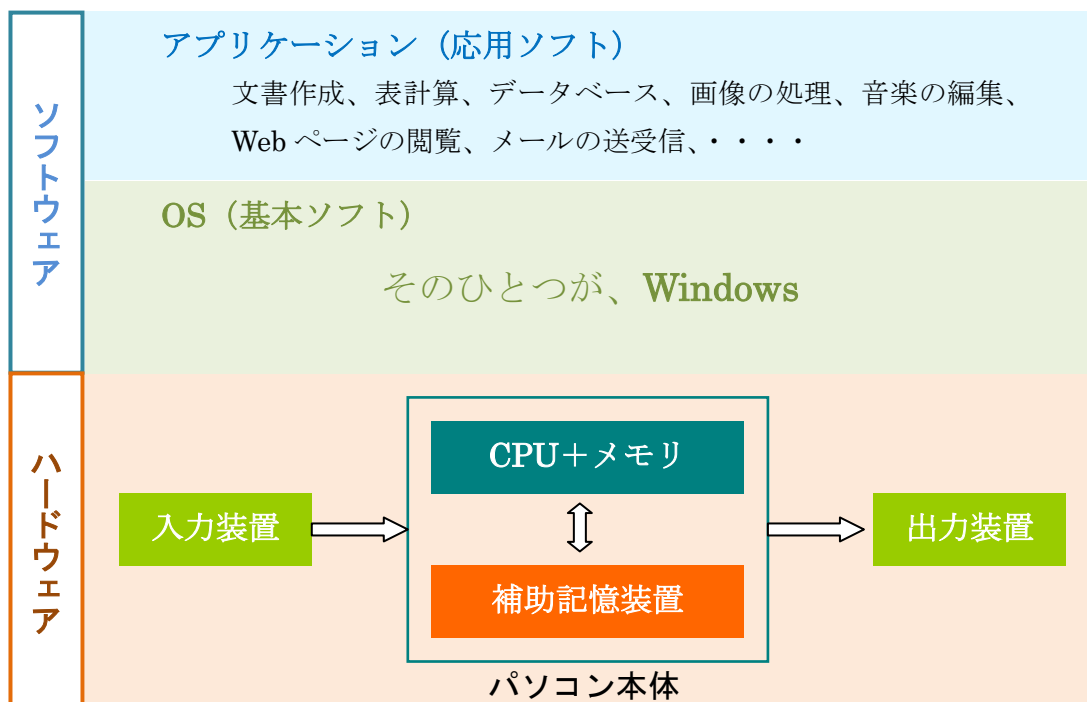 ソフトウェア
アプリケーション（応用ソフト）
文書作成、表計算、データベース、画像の処理、音楽の編集、
Web ページの閲覧、メールの送受信、・・・・
OS（基本ソフト）
そのひとつが、Windows
ハードウェア
CPU＋メモリ
入力装置
出力装置
補助記憶装置
パソコン本体